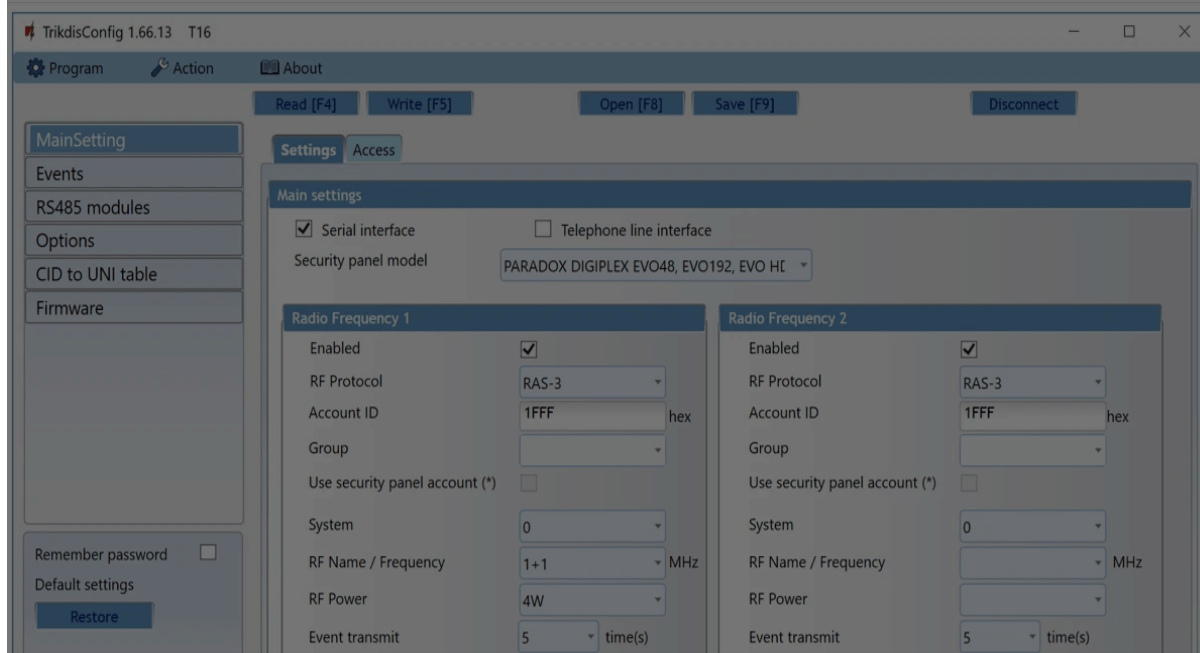 TrikdisConfig 1.66.13 T16
Program Action About
Read [F4] Write [F5] Open [F8] Save [F9] Disconnect
MainSetting
Events
RS485 modules
Options
CID to UNI table
Firmware
Remember password
Default settings
Restore
Settings Access
Main settings
Serial interface Telephone line interface
Security panel model PARADOX DIGIPLEX EVO48, EVO192, EVO HD
Radio Frequency 1
Enabled
RF Protocol RAS-3
Account ID 1FFF hex
Group
Use security panel account (*)
System 0
RF Name / Frequency 1+1 MHz
RF Power 4W
Event transmit 5 time(s)
Radio Frequency 2
Enabled
RF Protocol RAS-3
Account ID 1FFF hex
Group
Use security panel account (*)
System 0
RF Name / Frequency MHz
RF Power
Event transmit 5 time(s)